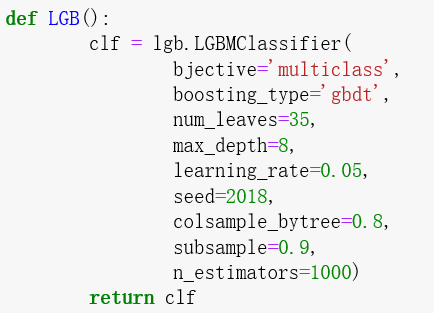 def LGB():
        clf = lgb.LGBMClassifier(
                bjective='multiclass',
                boosting_type='gbdt',
                num_leaves=35,
                max_depth=8,
                learning_rate=0.05,
                seed=2018,
                colsample_bytree=0.8,
                subsample=0.9,
                n_estimators=1000)
        return clf